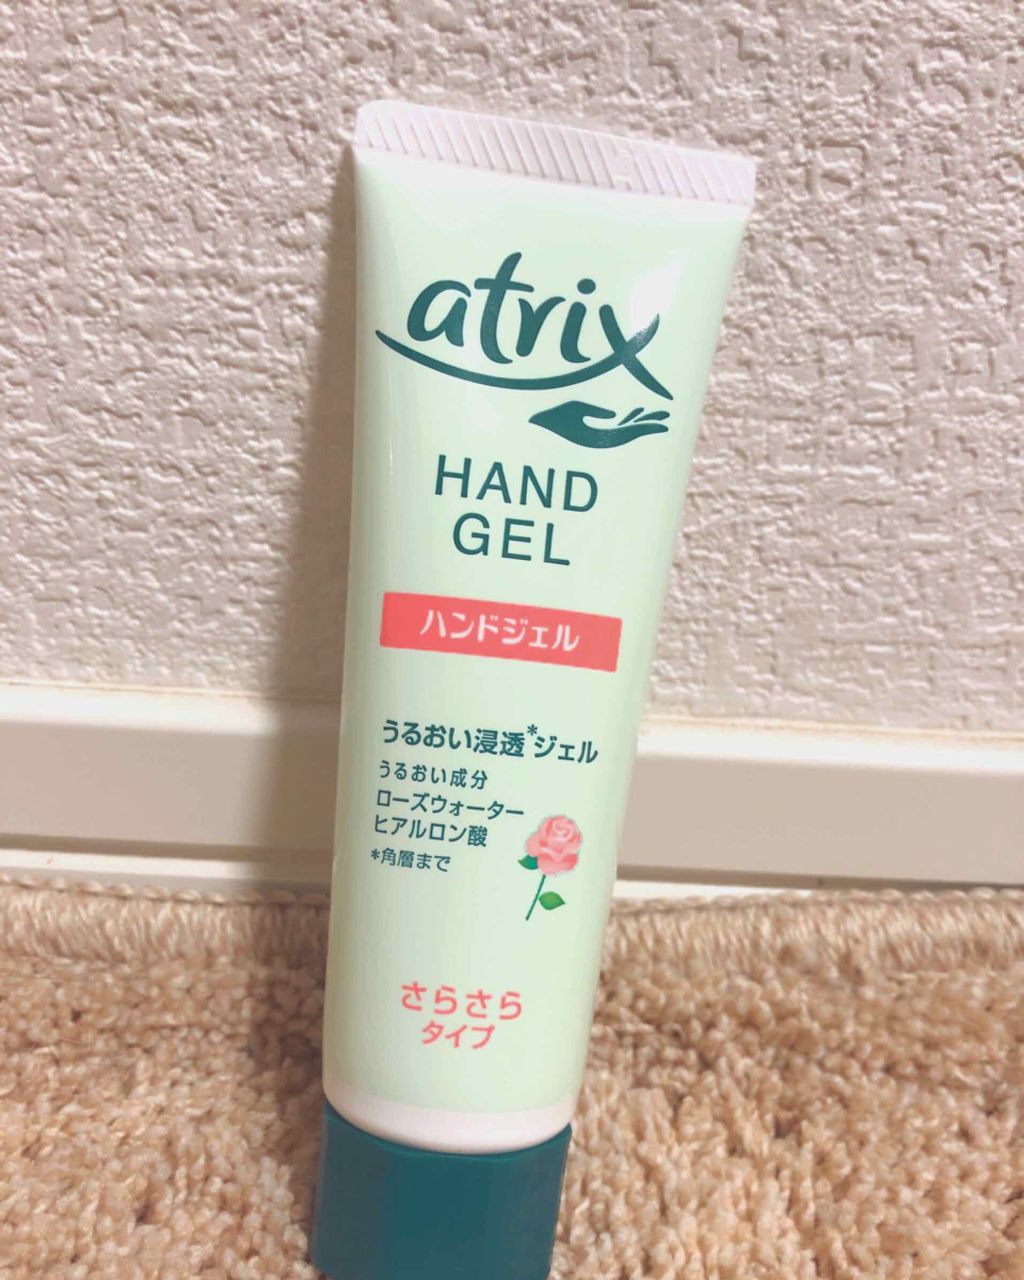 atrix
HAND
GEL
ハンドジェル
うるおい浸透*ジェル
うるおい成分
ローズウォーター
ヒアルロン酸
*角層まで
さらさら
タイプ